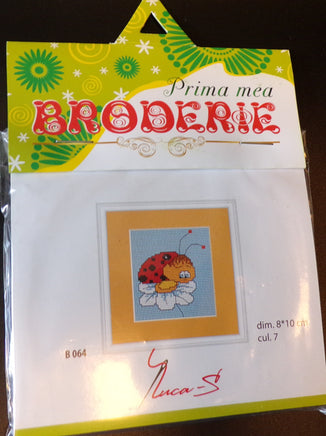 Prima mea
BRODERIE
dim. 8*10 cm
cul. 7
B 064
Luca-S